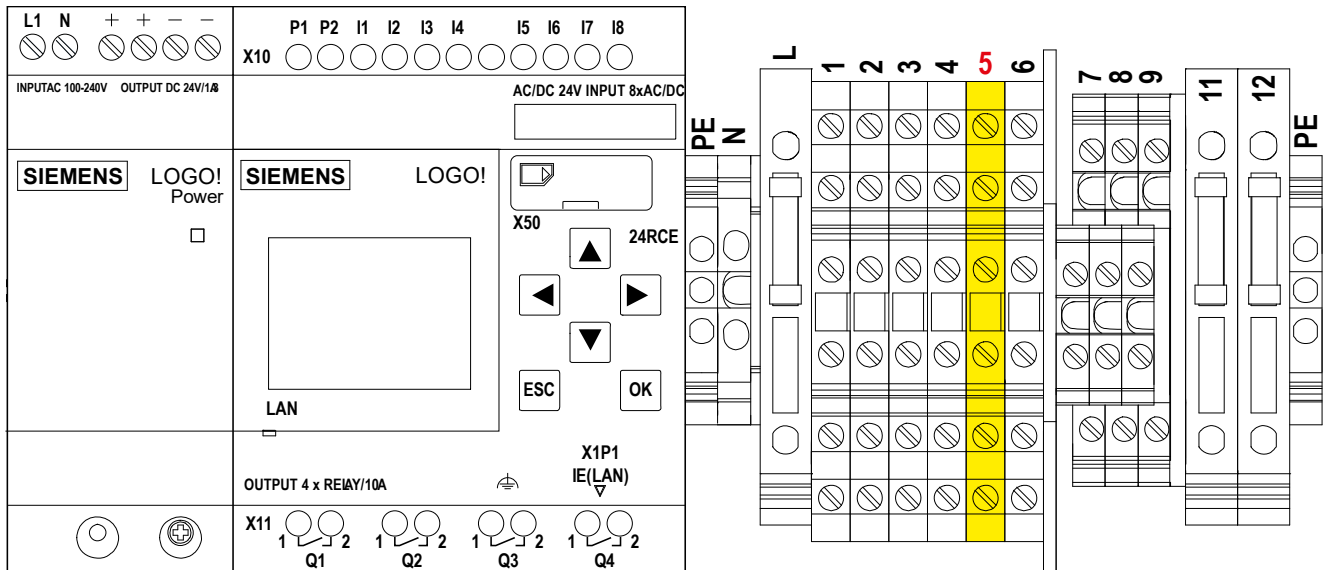 L1 N + + − −
INPUTAC 100-240V OUTPUT DC 24V/1.3
SIEMENS LOGO!
Power
P1 P2 I1 I2 I3 I4 I5 I6 I7 I8
X10
AC/DC 24V INPUT 8xAC/DC
SIEMENS LOGO!
X50
24RCE
ESC OK
LAN
X1P1
IE(LAN)
OUTPUT 4 x RELAY/10A
X11
1 2 1 2 1 2 1 2
Q1 Q2 Q3 Q4
PE N L 1 2 3 4 5 6 7 8 9 11 12 PE